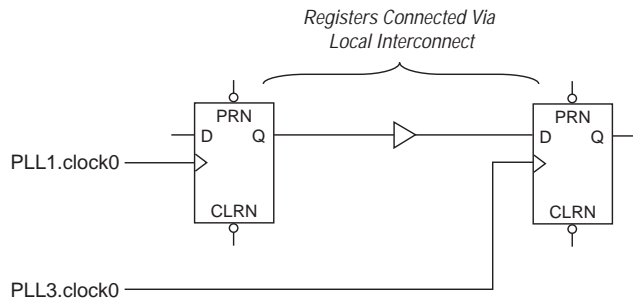 Registers Connected Via
Local Interconnect
PRN
D Q
PLL1.clock0
CLRN
PRN
D Q
CLRN
PLL3.clock0